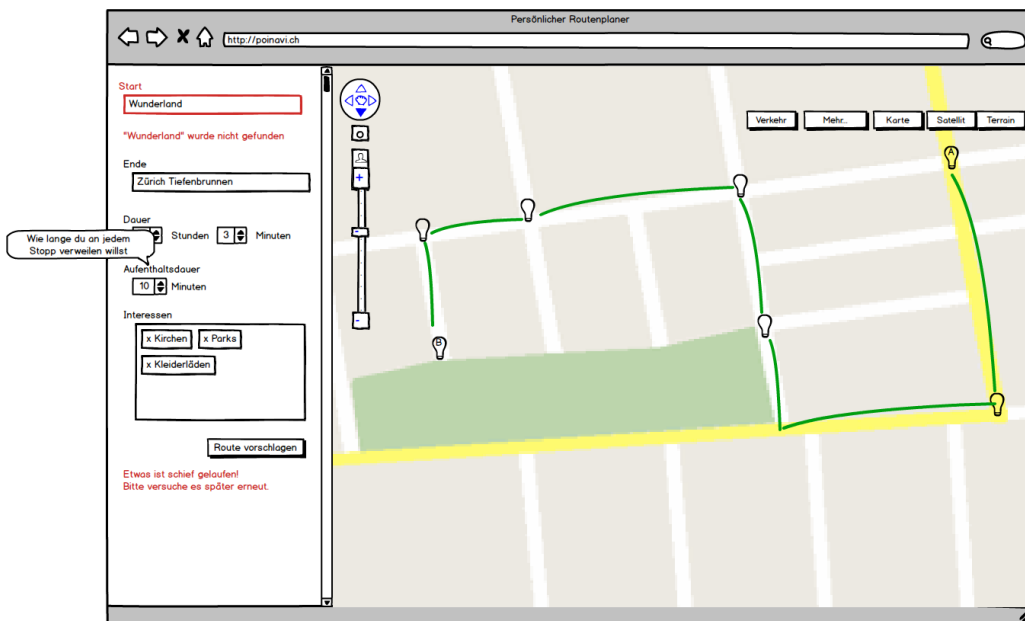 Persönlicher Routenplaner
http://poinavi.ch
Start
Wunderland
"Wunderland" wurde nicht gefunden
Ende
Zürich Tiefenbrunnen
Dauer
Stunden 3 Minuten
Wie lange du an jedem
Stopp verweilen willst
Aufenthaltsdauer
10 Minuten
Interessen
x Kirchen x Parks
x Kleiderläden
Route vorschlagen
Etwas ist schief gelaufen!
Bitte versuche es später erneut.
Verkehr Mehr.. Karte Satellit Terrain
A
B